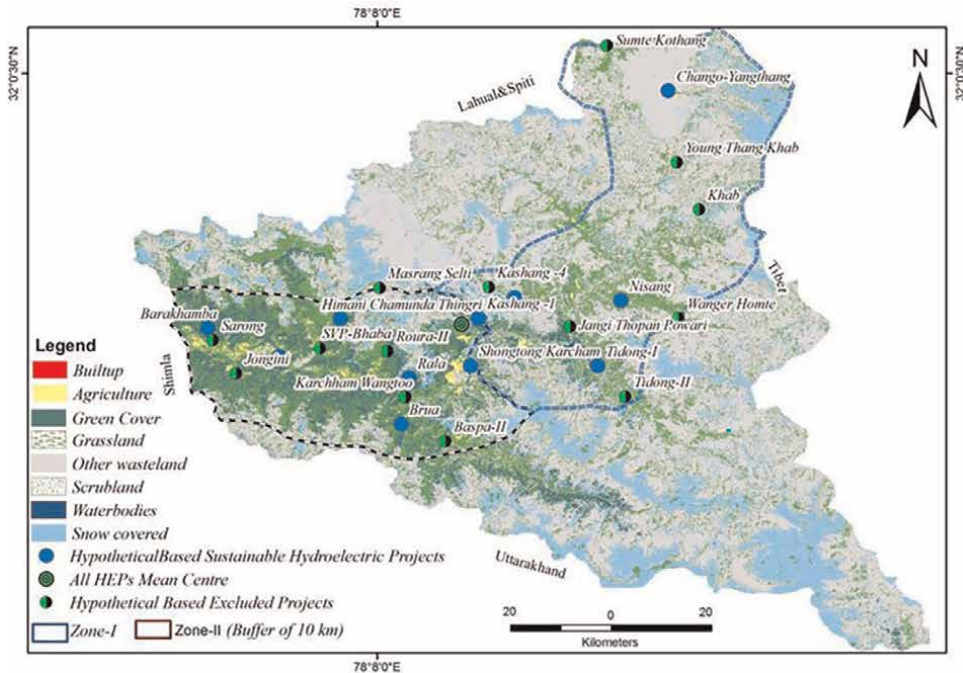 78°8'0"E
32°0'30"N
32°0'30"N
N
Sumte Kothang
Chango-Yangthang
Lahual&Spiti
Young Thang Khab
Khab
Tibet
Masrang Selti
Kashang -4
Nisang
Wanger Homte
Himani Chamunda Thingri
Kashang -I
Barakhamba
Sarong
SVP-Bhaba
Roura-II
Jangi Thopan Powari
Jongini
Rala
Shongtong Karcham
Tidong-I
Shimla
Karchham Wangtoo
Tidong-II
Brua
Baspa-II
Uttarakhand
Legend
Builtup
Agriculture
Green Cover
Grassland
Other wasteland
Scrubland
Waterbodies
Snow covered
HypotheticalBased Sustainable Hydroelectric Projects
All HEPs Mean Centre
Hypothetical Based Excluded Projects
Zone-I Zone-II (Buffer of 10 km)
20 0 20
Kilometers
78°8'0"E